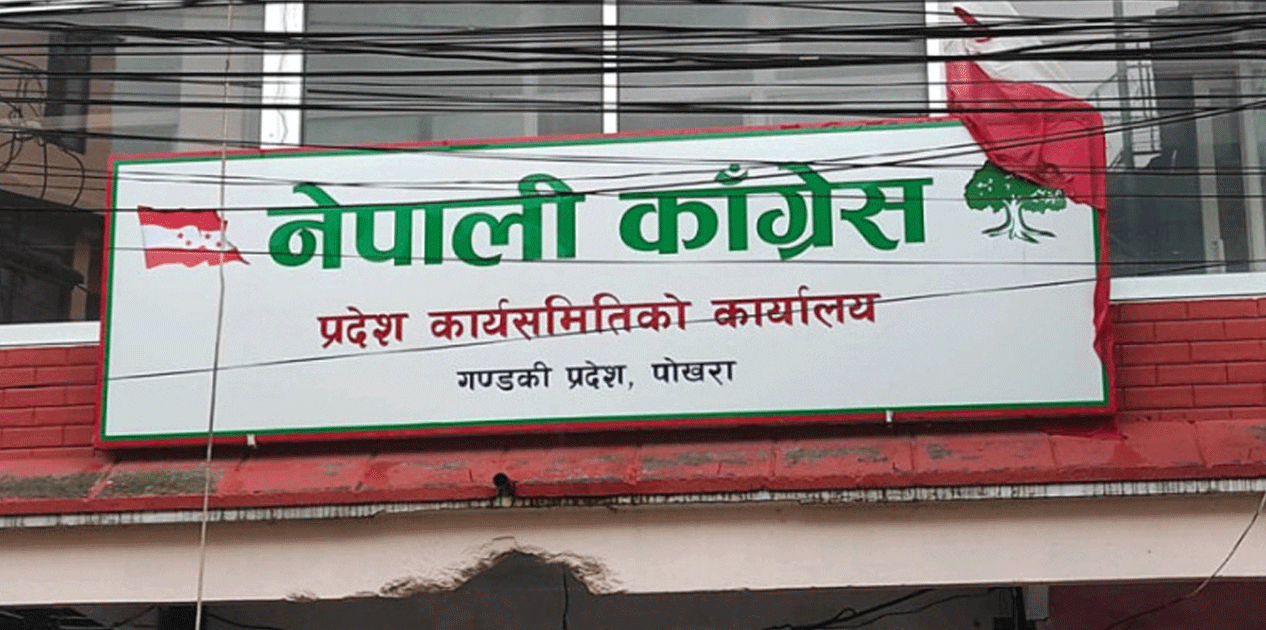 नेपाली काँग्रेस
प्रदेश कार्यसमितिको कार्यालय
गण्डकी प्रदेश, पोखरा